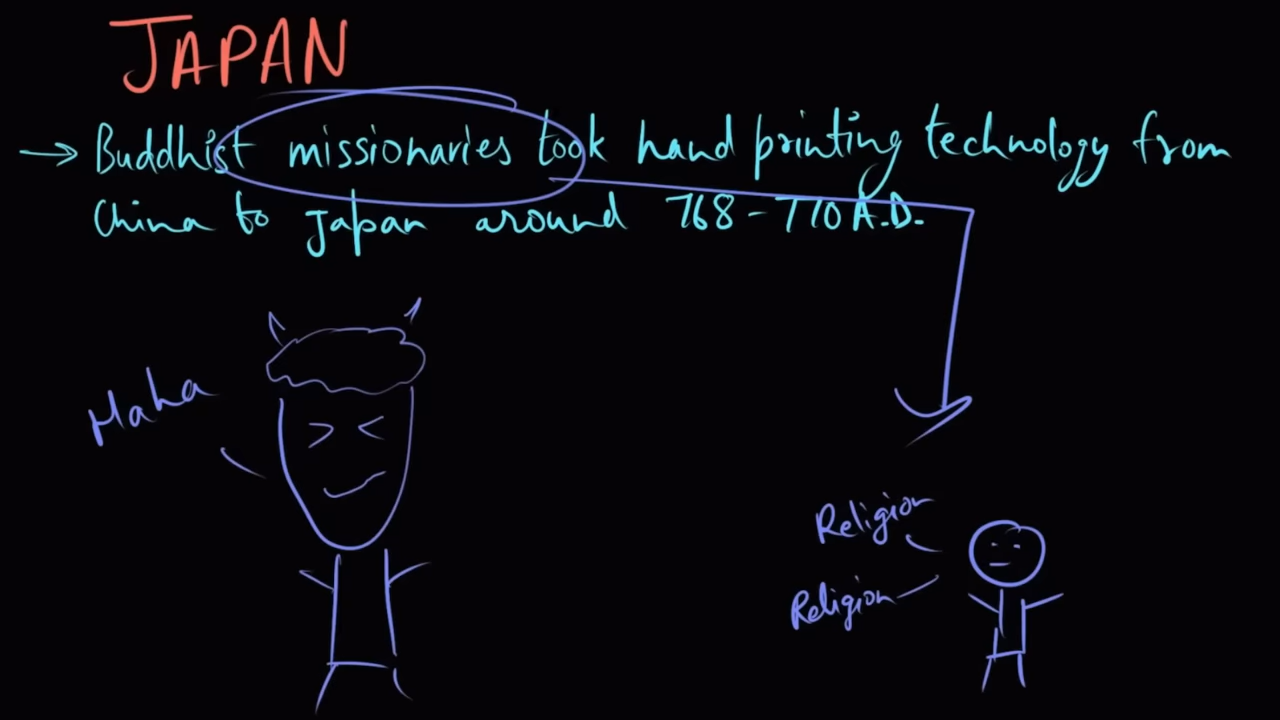 JAPAN
→ Buddhist missionaries took hand printing technology from
China to Japan around 768-770 A.D.
Haha
Religion
Religion